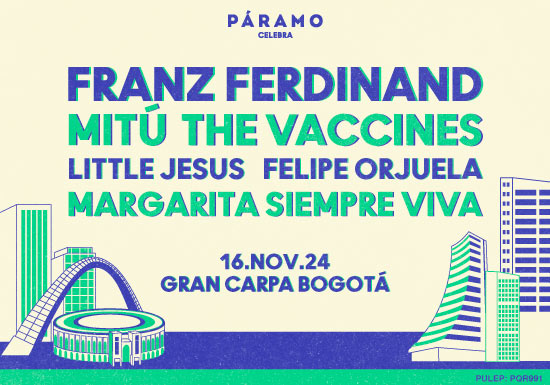 PÁRAMO
CELEBRA
FRANZ FERDINAND
MITÚ THE VACCINES
LITTLE JESUS FELIPE ORJUELA
MARGARITA SIEMPRE VIVA
16.NOV.24
GRAN CARPA BOGOTÁ
PULEP: PQR991